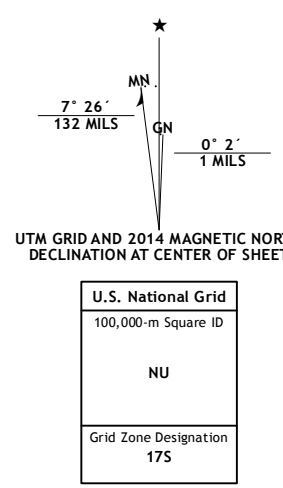 ★
MN
7° 26´
132 MILS
GN
0° 2´
1 MILS
UTM GRID AND 2014 MAGNETIC NOR
DECLINATION AT CENTER OF SHEET
U.S. National Grid
100,000-m Square ID
NU
Grid Zone Designation
17S